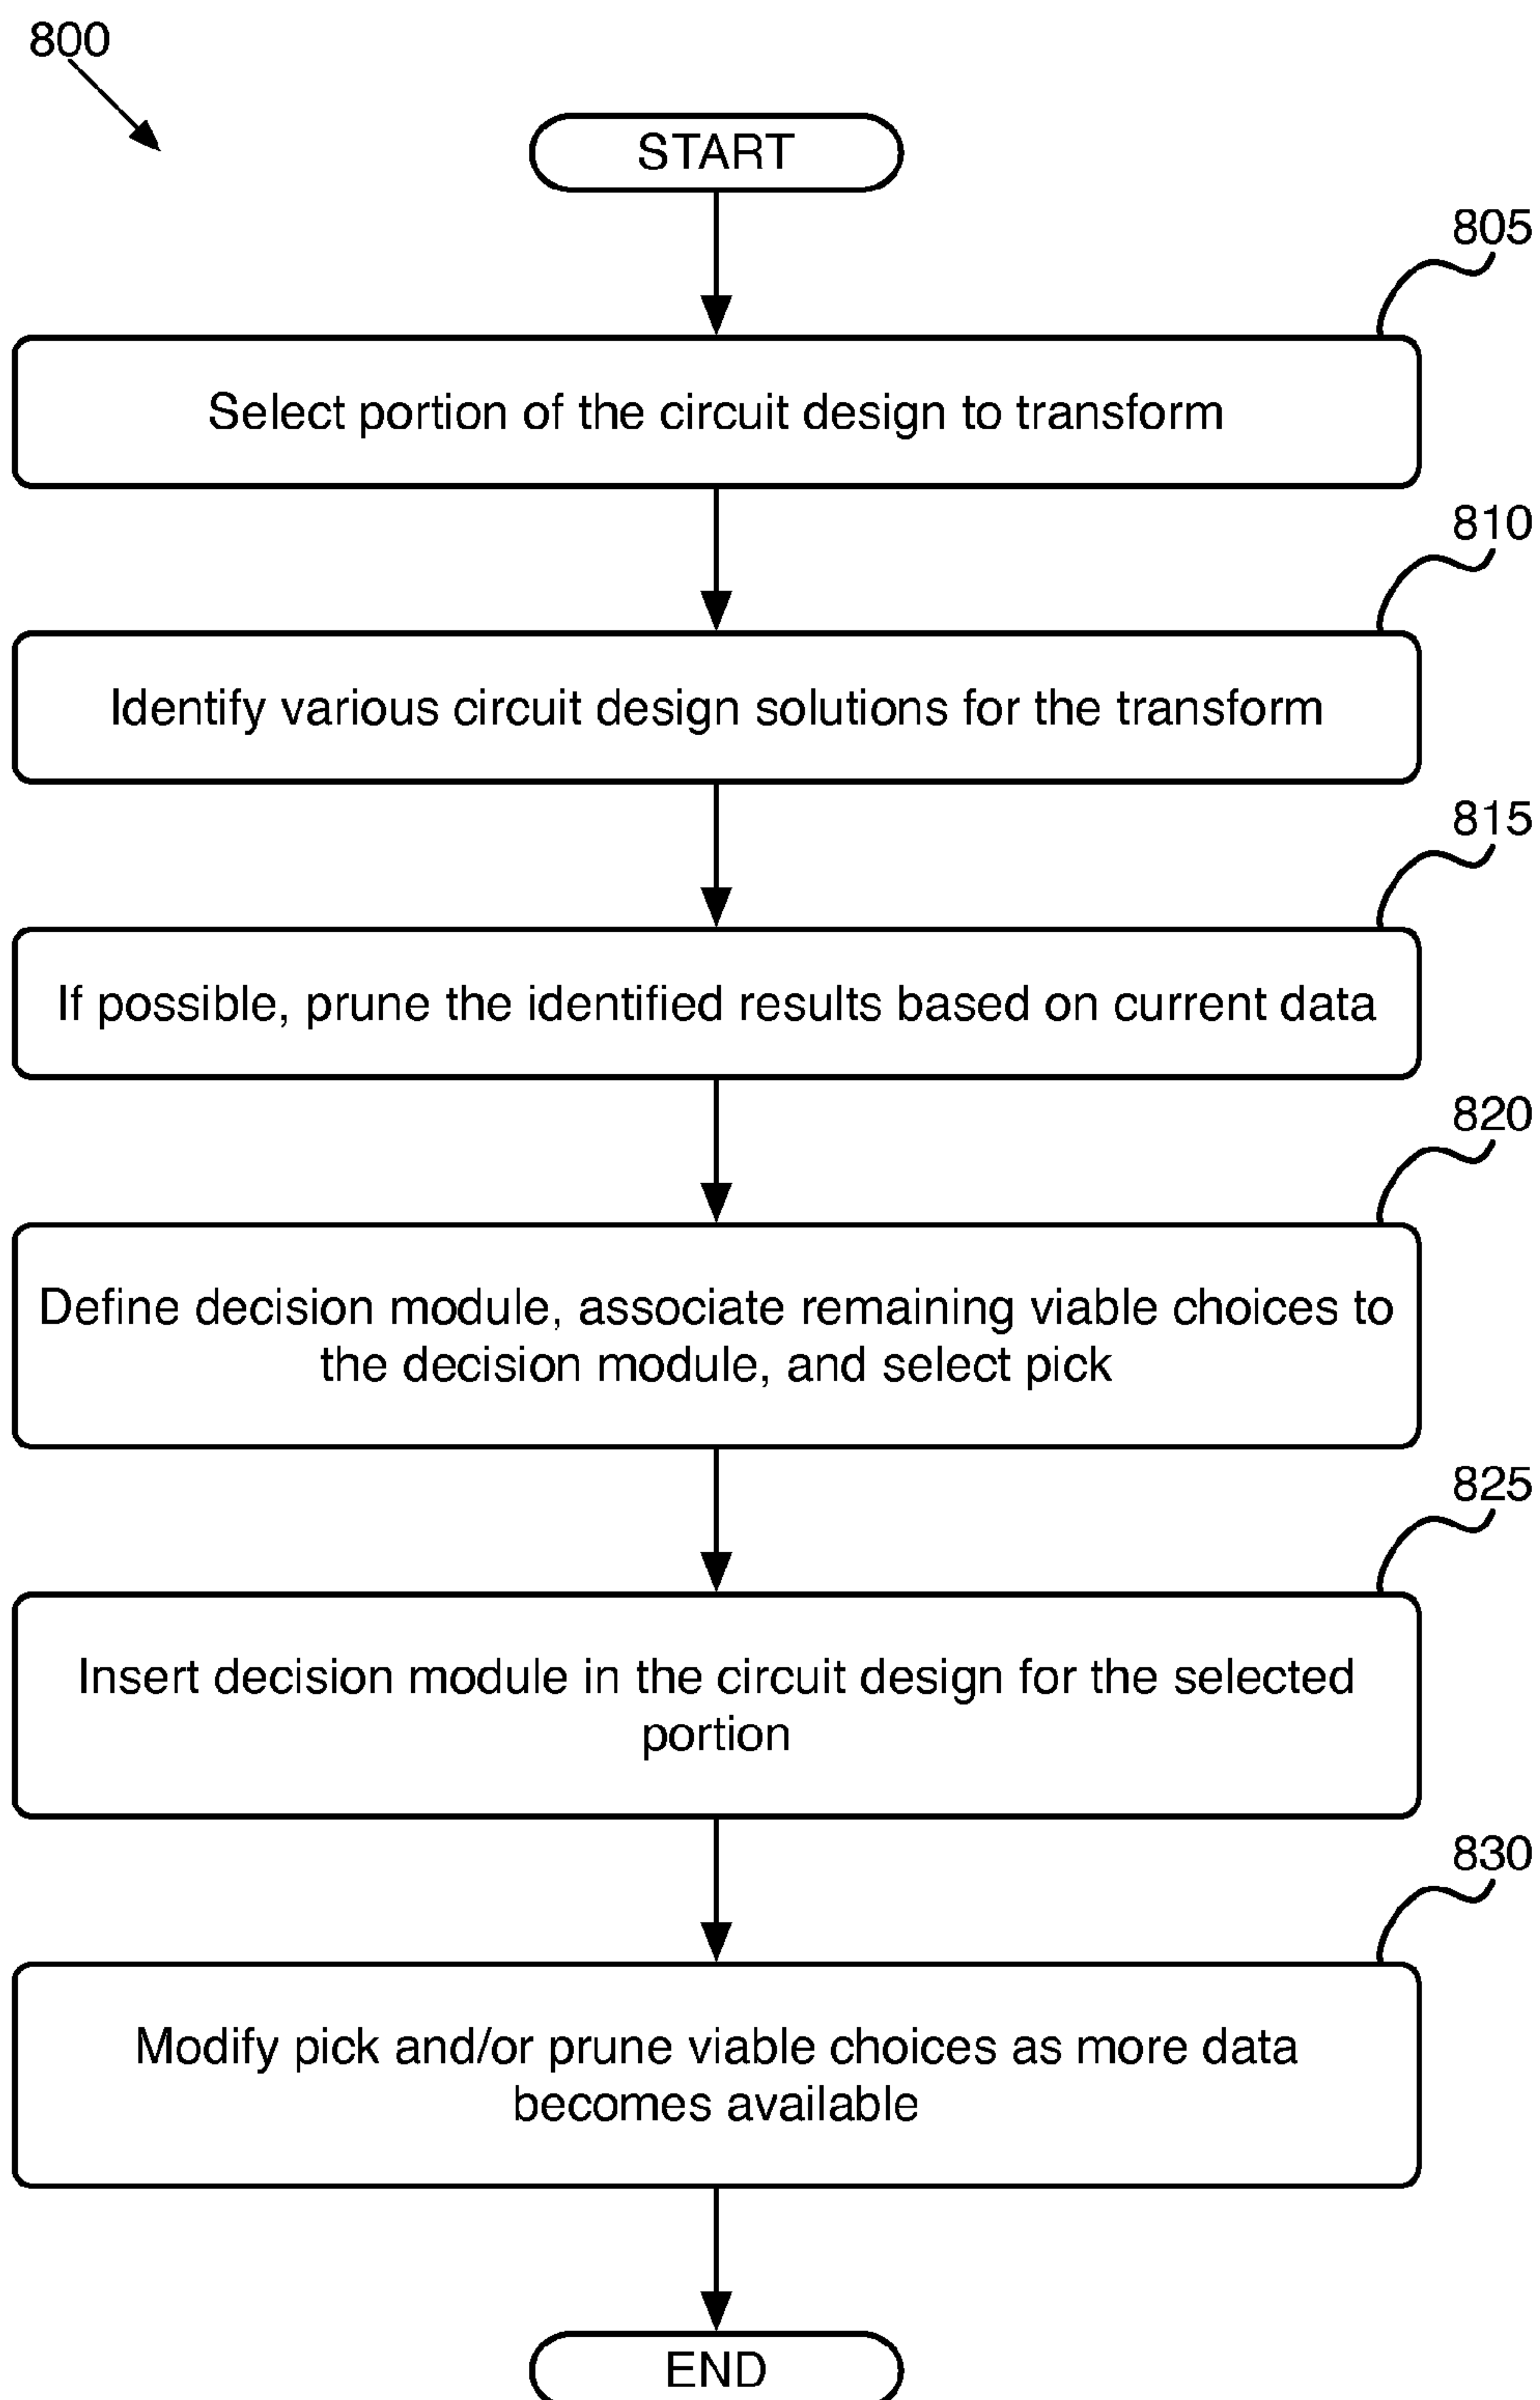 800
START
805
Select portion of the circuit design to transform
810
Identify various circuit design solutions for the transform
815
If possible, prune the identified results based on current data
820
Define decision module, associate remaining viable choices to
the decision module, and select pick
825
Insert decision module in the circuit design for the selected
portion
830
Modify pick and/or prune viable choices as more data
becomes available
END